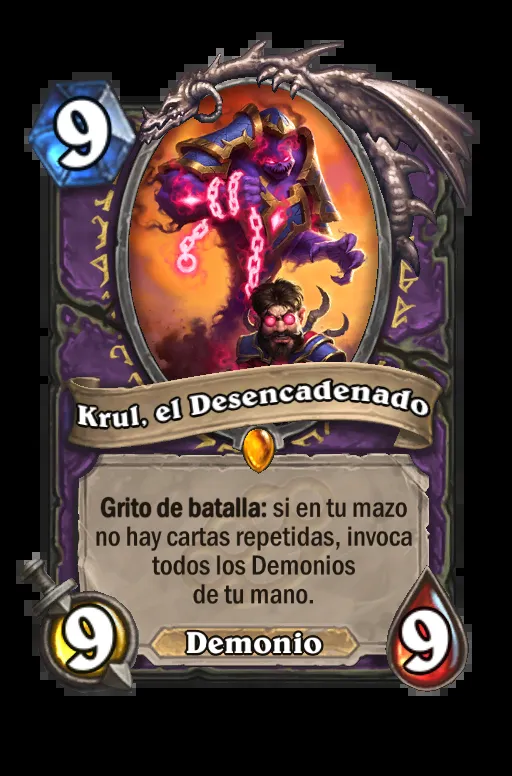 9
Krul, el Desencadenado
Grito de batalla: si en tu mazo
no hay cartas repetidas, invoca
todos los Demonios
de tu mano.
9
Demonio
9